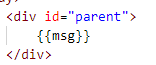 <div id="parent">
    {{msg}}
</div>